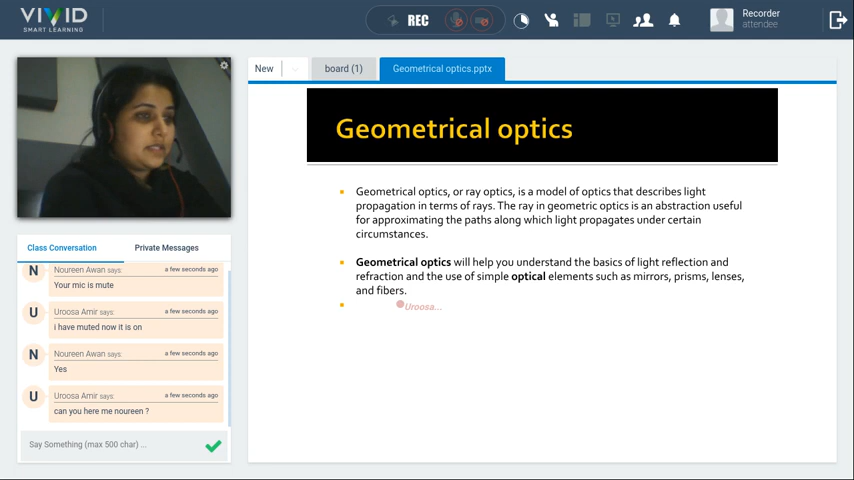 VIVID
SMART LEARNING
REC
Recorder
attendee
New
board (1)
Geometrical optics.pptx
Geometrical optics
Geometrical optics, or ray optics, is a model of optics that describes light
propagation in terms of rays. The ray in geometric optics is an abstraction useful
for approximating the paths along which light propagates under certain
circumstances.
Geometrical optics will help you understand the basics of light reflection and
refraction and the use of simple optical elements such as mirrors, prisms, lenses,
and fibers.
Uroosa...
Class Conversation
Private Messages
N
Noureen Awan says:
a few seconds ago
Your mic is mute
U
Uroosa Amir says:
a few seconds ago
i have muted now it is on
N
Noureen Awan says:
a few seconds ago
Yes
U
Uroosa Amir says:
a few seconds ago
can you here me noureen ?
Say Something (max 500 char) ...